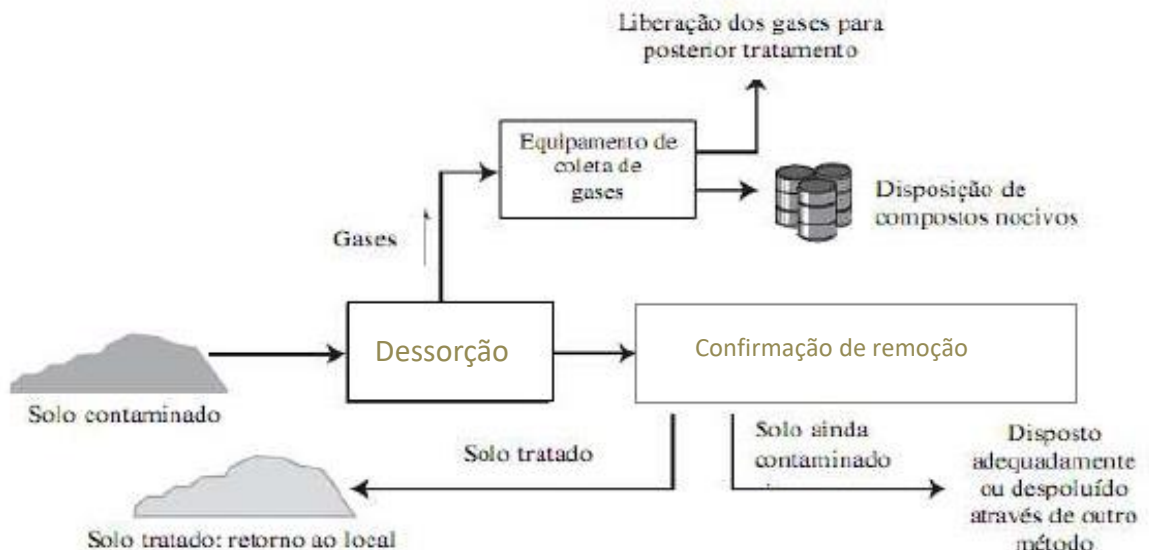 Liberação dos gases para
posterior tratamento
Equipamento de
coleta de
gases
Disposição de
compostos nocivos
Gases
Dessorção
Confirmação de remoção
Solo contaminado
Solo tratado
Solo ainda
contaminado
Disposto
adequadamente
ou despoluído
através de outro
método
Solo tratado: retorno ao local